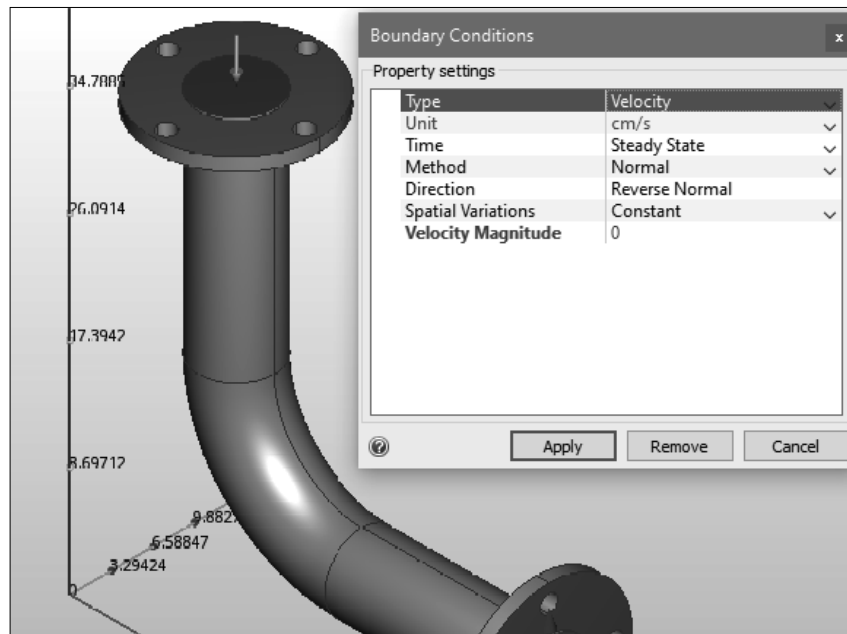 Boundary Conditions
x
Property settings
Type Velocity
Unit cm/s
Time Steady State
Method Normal
Direction Reverse Normal
Spatial Variations Constant
Velocity Magnitude 0
Apply Remove Cancel
26.0914
17.3942
8.69712
6.58847
3.29424
0